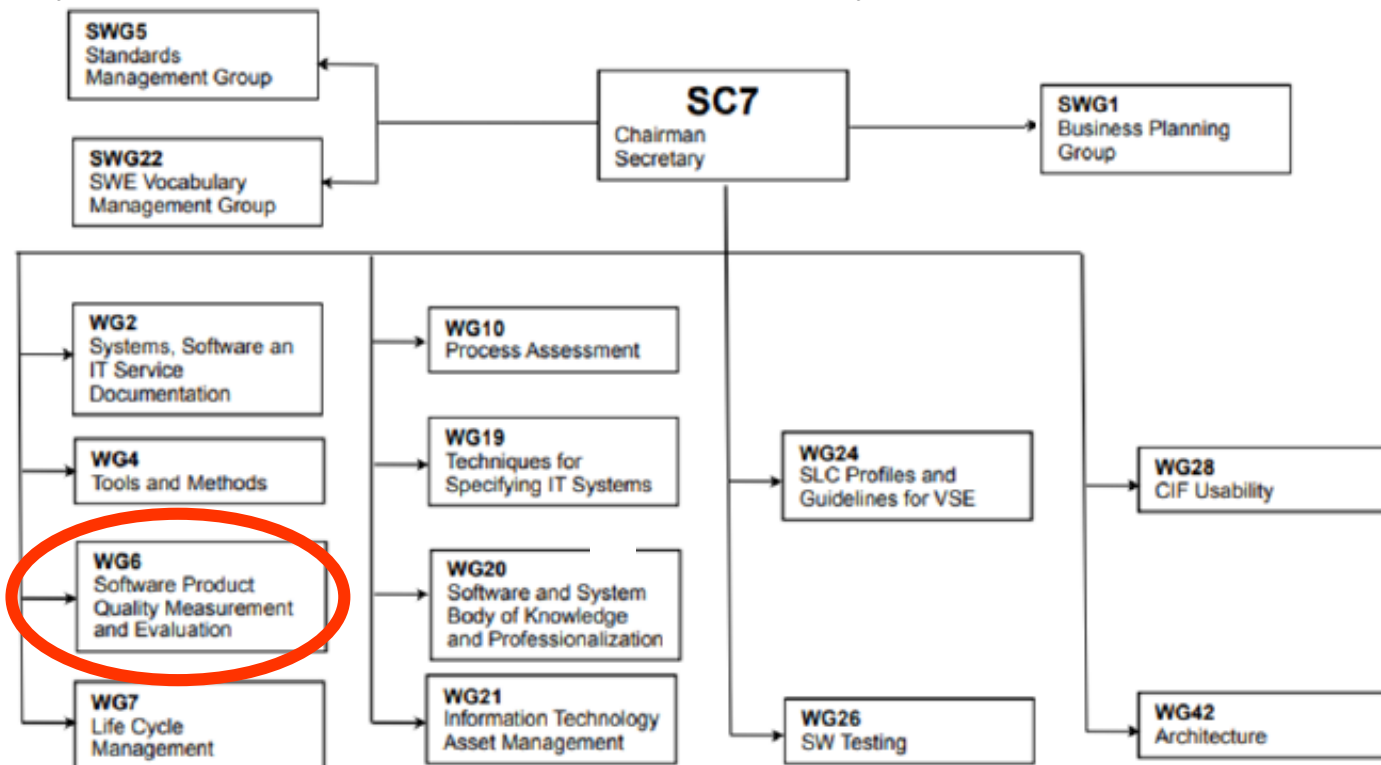 SWG5
Standards
Management Group
SC7
Chairman
Secretary
SWG1
Business Planning
Group
SWG22
SWE Vocabulary
Management Group
WG2
Systems, Software an
IT Service
Documentation
WG4
Tools and Methods
WG6
Software Product
Quality Measurement
and Evaluation
WG7
Life Cycle
Management
WG10
Process Assessment
WG19
Techniques for
Specifying IT Systems
WG20
Software and System
Body of Knowledge
and Professionalization
WG21
Information Technology
Asset Management
WG24
SLC Profiles and
Guidelines for VSE
WG26
SW Testing
WG28
CIF Usability
WG42
Architecture